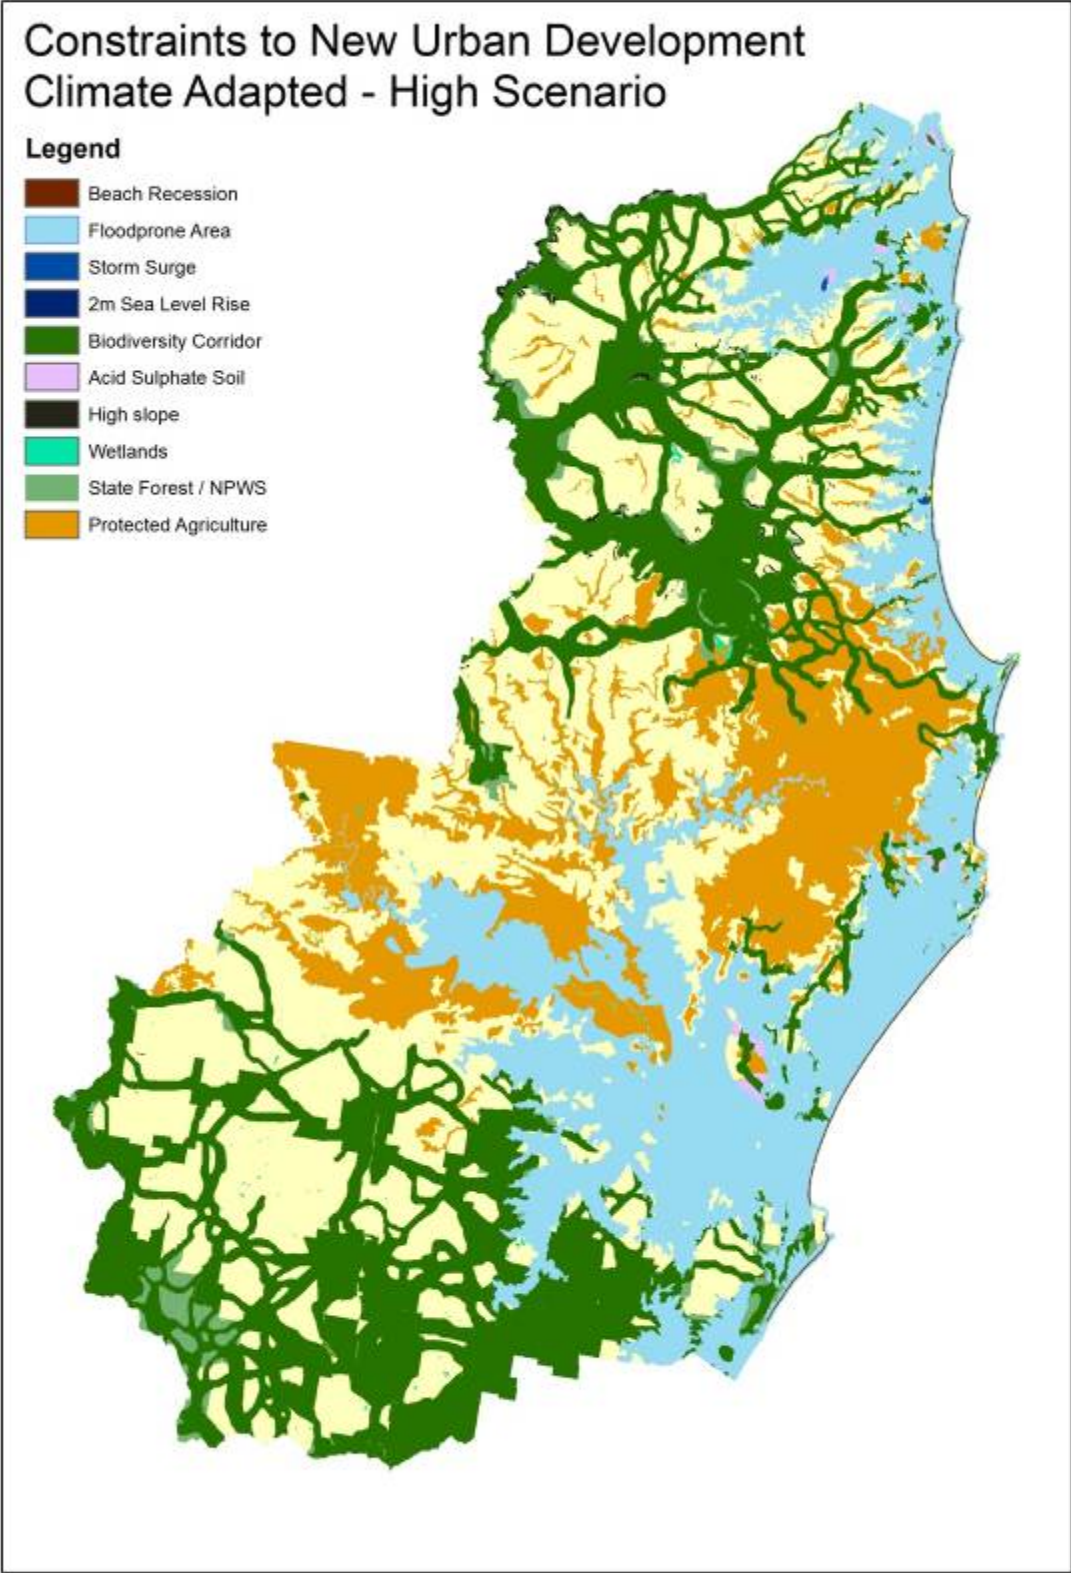 Constraints to New Urban Development
Climate Adapted - High Scenario
Legend
Beach Recession
Floodprone Area
Storm Surge
2m Sea Level Rise
Biodiversity Corridor
Acid Sulphate Soil
High slope
Wetlands
State Forest / NPWS
Protected Agriculture